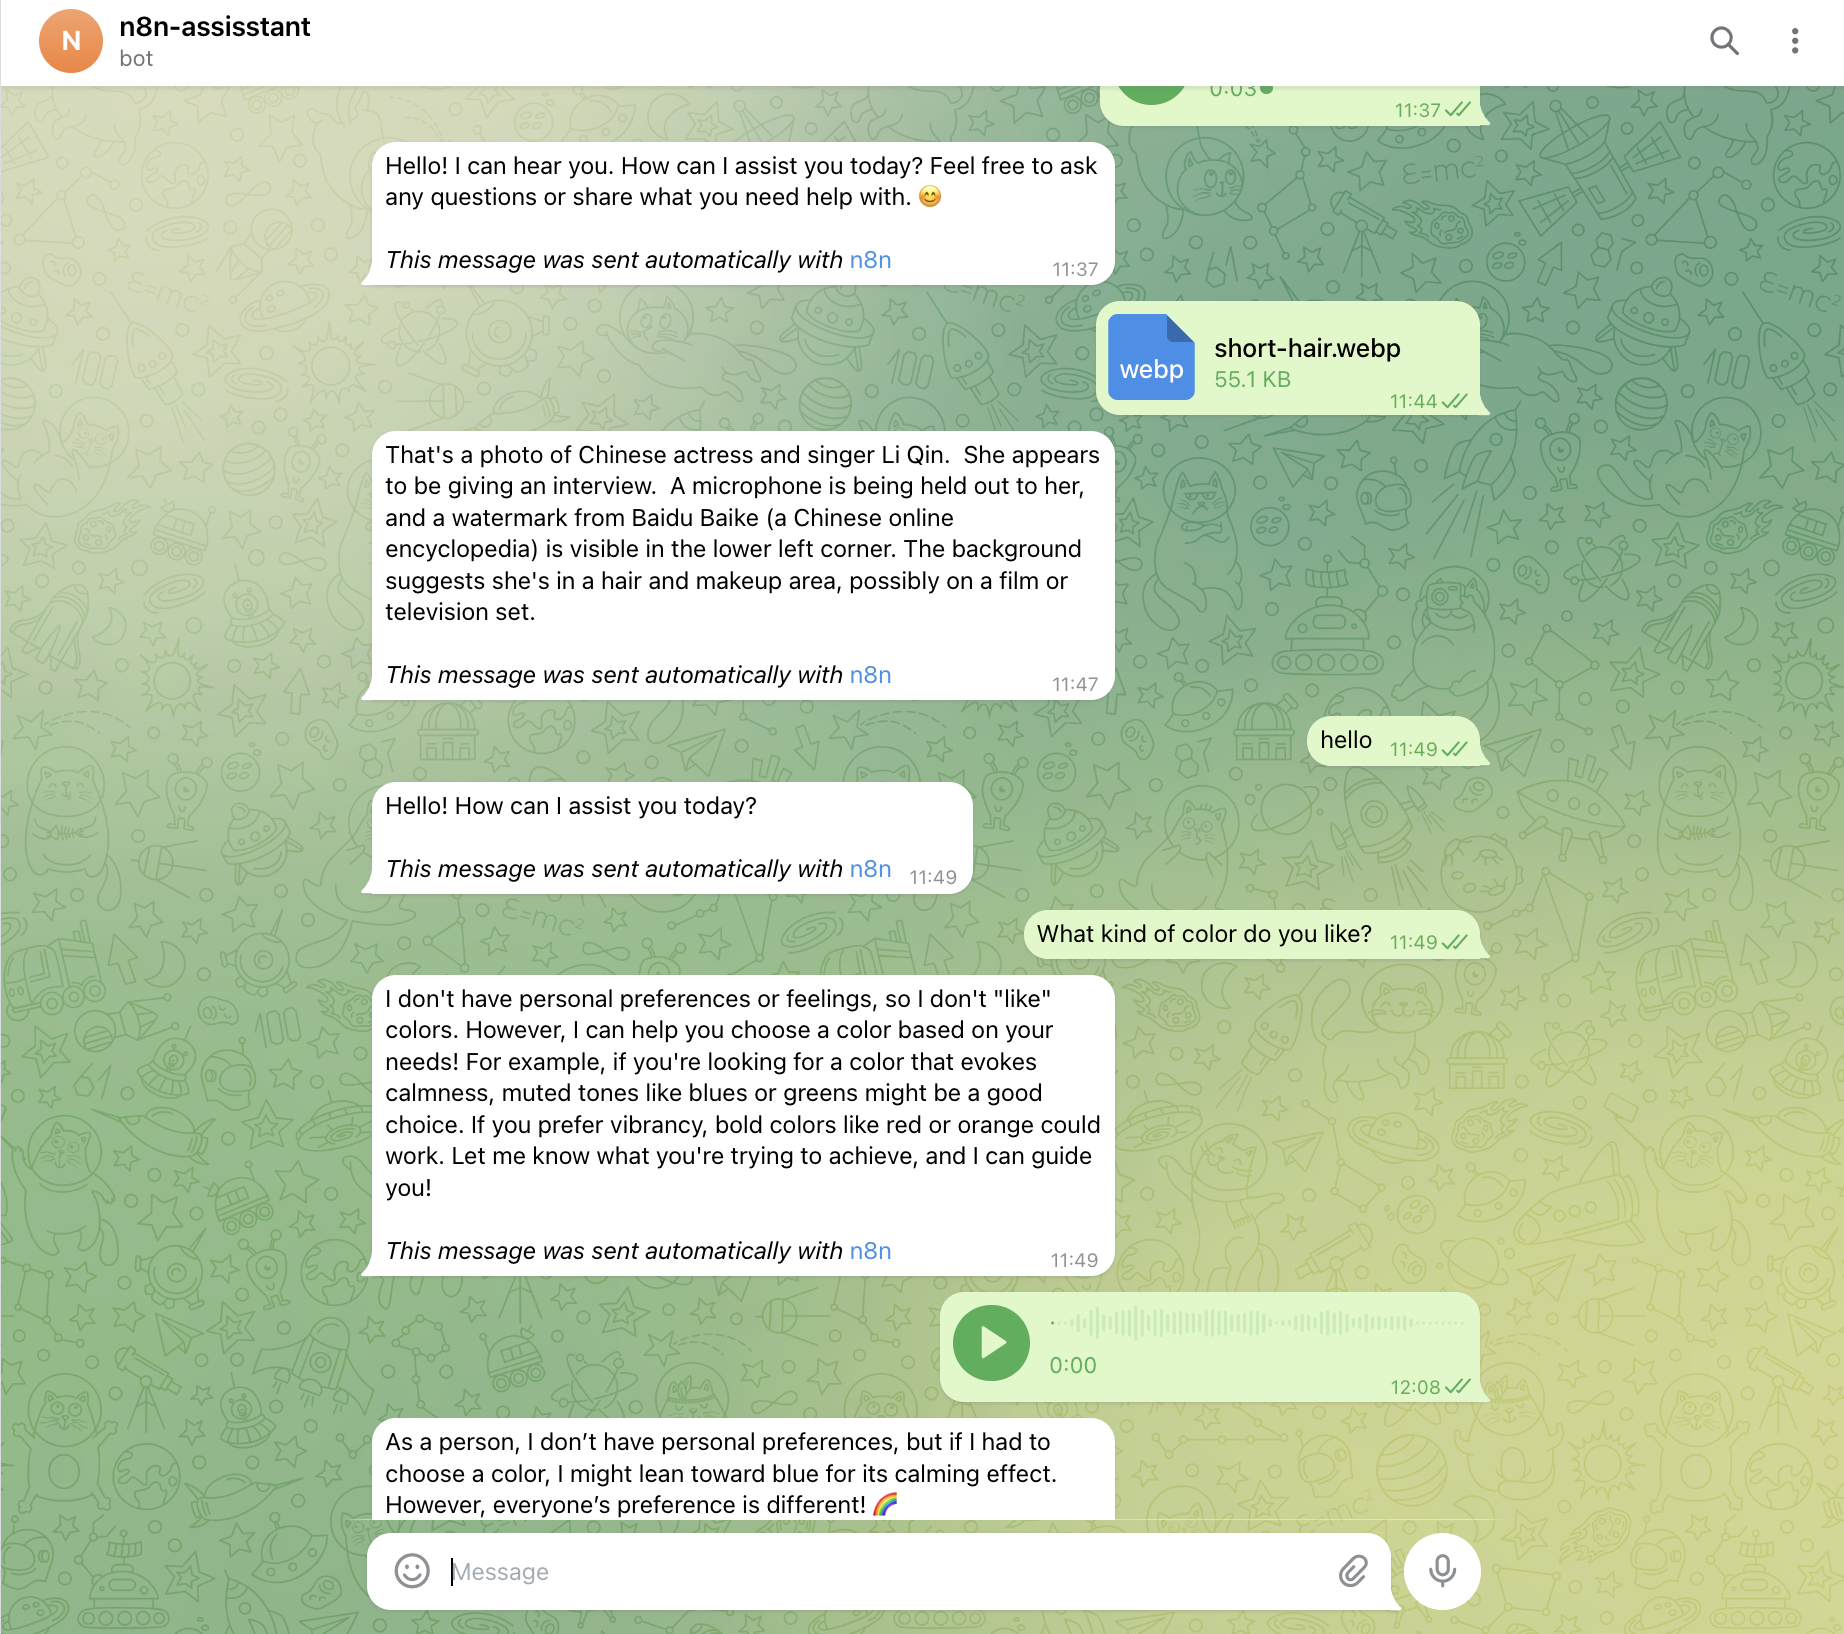 N
n8n-assisstant
bot
0:03
11:37
Hello! I can hear you. How can I assist you today? Feel free to ask
any questions or share what you need help with. 😊
This message was sent automatically with n8n
11:37
webp
short-hair.webp
55.1 KB
11:44
That's a photo of Chinese actress and singer Li Qin.  She appears
to be giving an interview.  A microphone is being held out to her,
and a watermark from Baidu Baike (a Chinese online
encyclopedia) is visible in the lower left corner. The background
suggests she's in a hair and makeup area, possibly on a film or
television set.
This message was sent automatically with n8n
11:47
hello
11:49
Hello! How can I assist you today?
This message was sent automatically with n8n
11:49
What kind of color do you like?
11:49
I don't have personal preferences or feelings, so I don't "like"
colors. However, I can help you choose a color based on your
needs! For example, if you're looking for a color that evokes
calmness, muted tones like blues or greens might be a good
choice. If you prefer vibrancy, bold colors like red or orange could
work. Let me know what you're trying to achieve, and I can guide
you!
This message was sent automatically with n8n
11:49
0:00
12:08
As a person, I don’t have personal preferences, but if I had to
choose a color, I might lean toward blue for its calming effect.
However, everyone’s preference is different! 🌈
Message